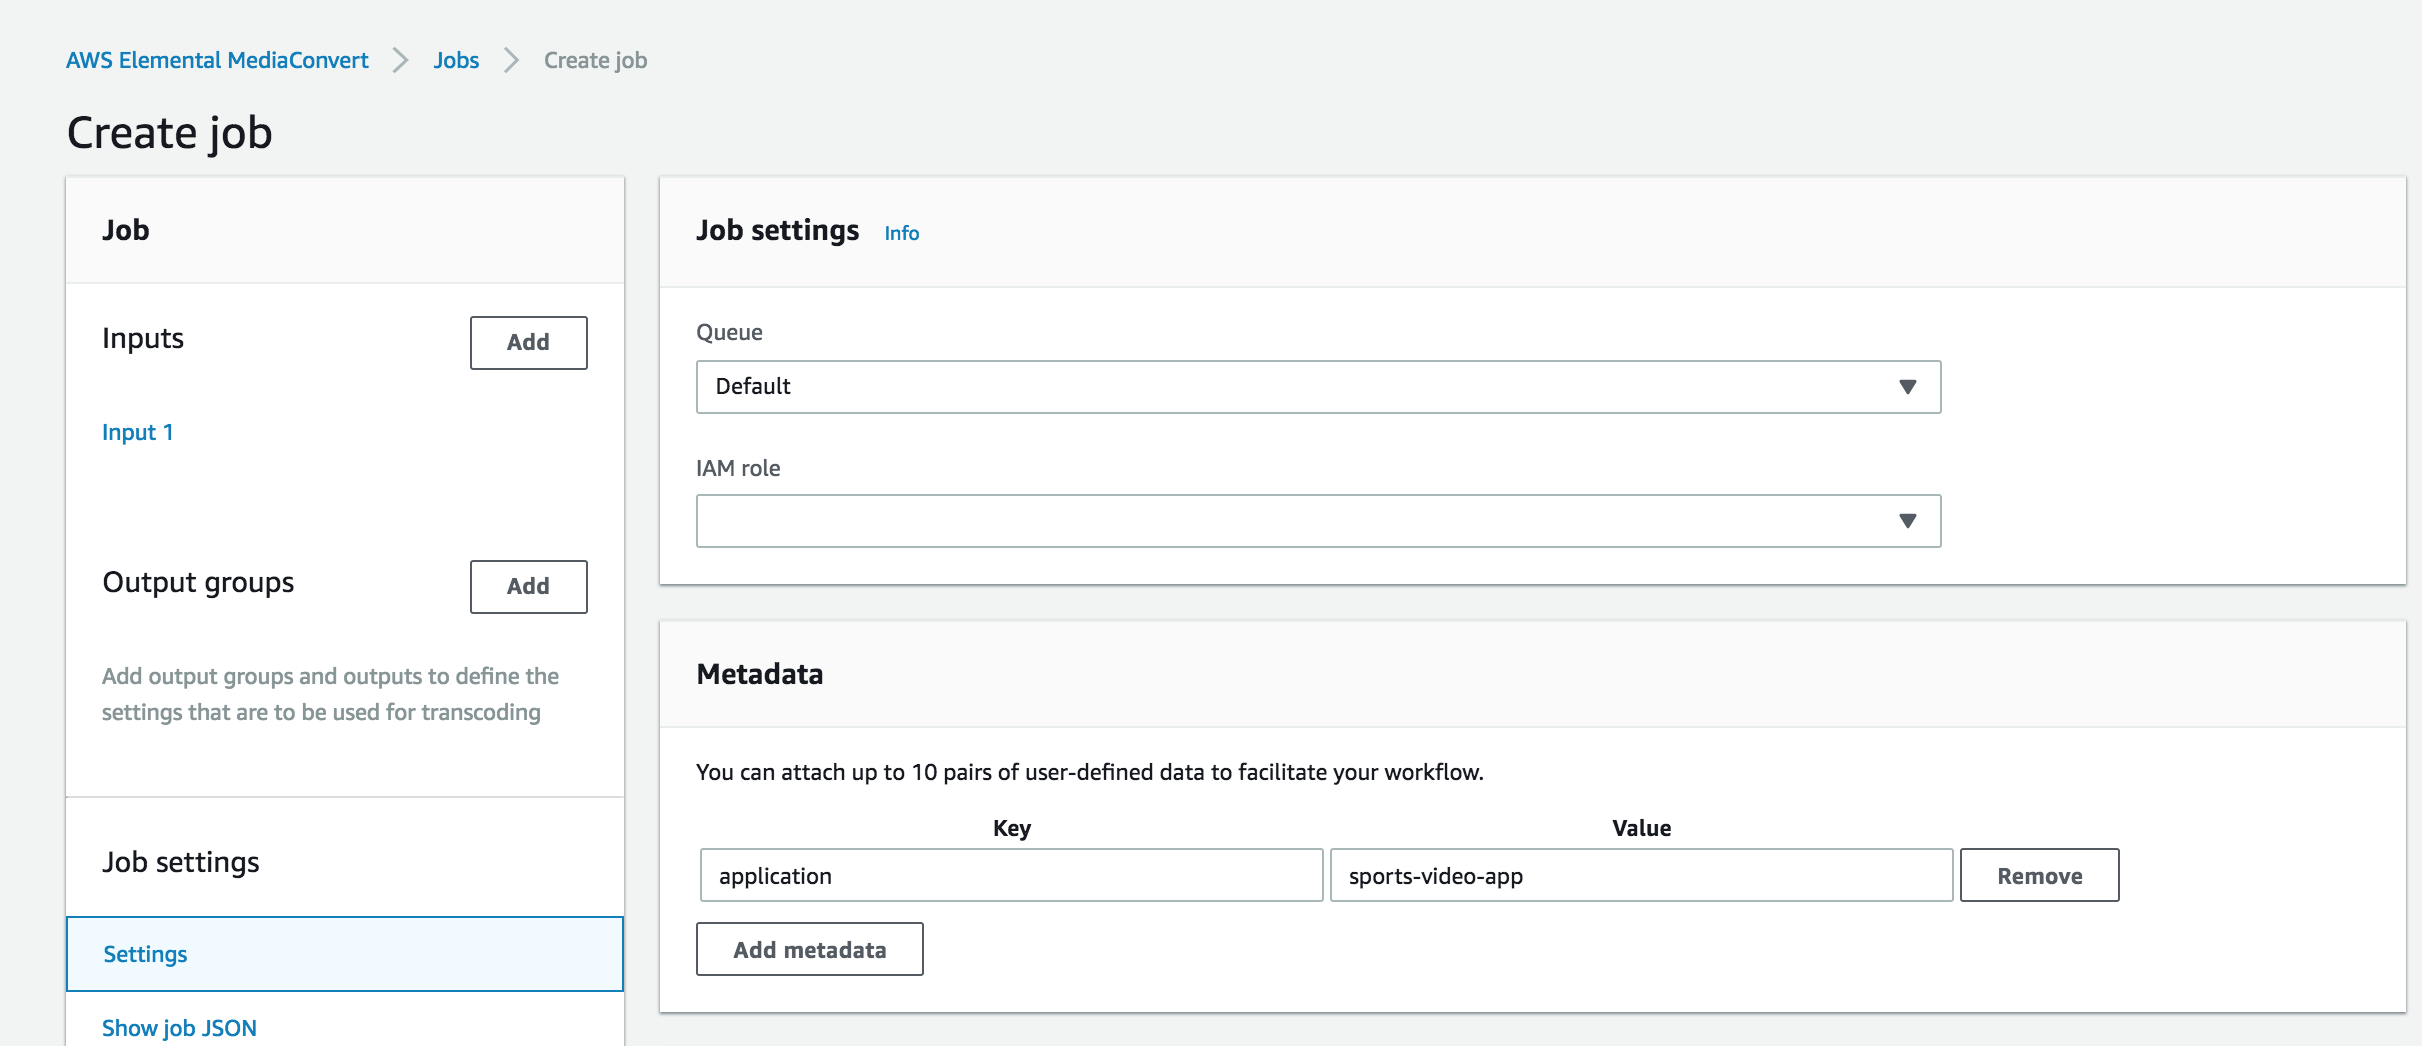 AWS Elemental MediaConvert > Jobs > Create job
Create job
Job
Inputs
Add
Input 1
Output groups
Add
Add output groups and outputs to define the
settings that are to be used for transcoding
Job settings
Settings
Show job JSON
Job settings Info
Queue
Default
IAM role
Metadata
You can attach up to 10 pairs of user-defined data to facilitate your workflow.
Key Value
application sports-video-app Remove
Add metadata